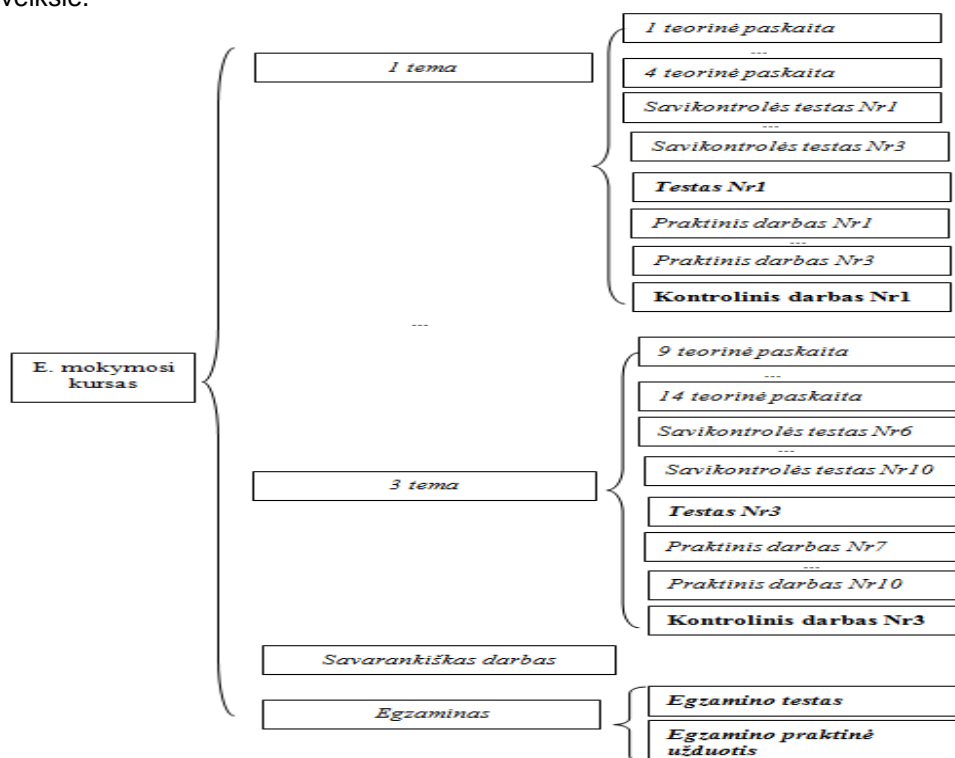 1 teorinė paskaita
---
1 tema
4 teorinė paskaita
Savikontrolės testas Nr1
---
Savikontrolės testas Nr3
Testas Nr1
Praktinis darbas Nr1
---
Praktinis darbas Nr3
Kontrolinis darbas Nr1
---
E. mokymosi
kursas
9 teorinė paskaita
---
14 teorinė paskaita
Savikontrolės testas Nr6
---
3 tema
Savikontrolės testas Nr10
Testas Nr3
Praktinis darbas Nr7
---
Praktinis darbas Nr10
Kontrolinis darbas Nr3
Savarankiškas darbas
Egzaminas
Egzamino testas
Egzamino praktinė
užduotis